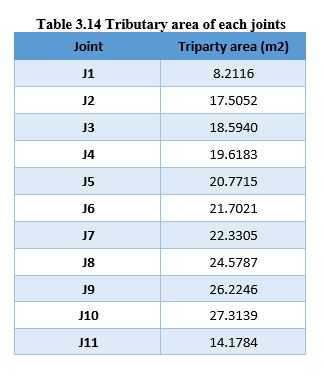 Table 3.14 Tributary area of each joints
Joint Triparty area (m2)
J1 8.2116
J2 17.5052
J3 18.5940
J4 19.6183
J5 20.7715
J6 21.7021
J7 22.3305
J8 24.5787
J9 26.2246
J10 27.3139
J11 14.1784